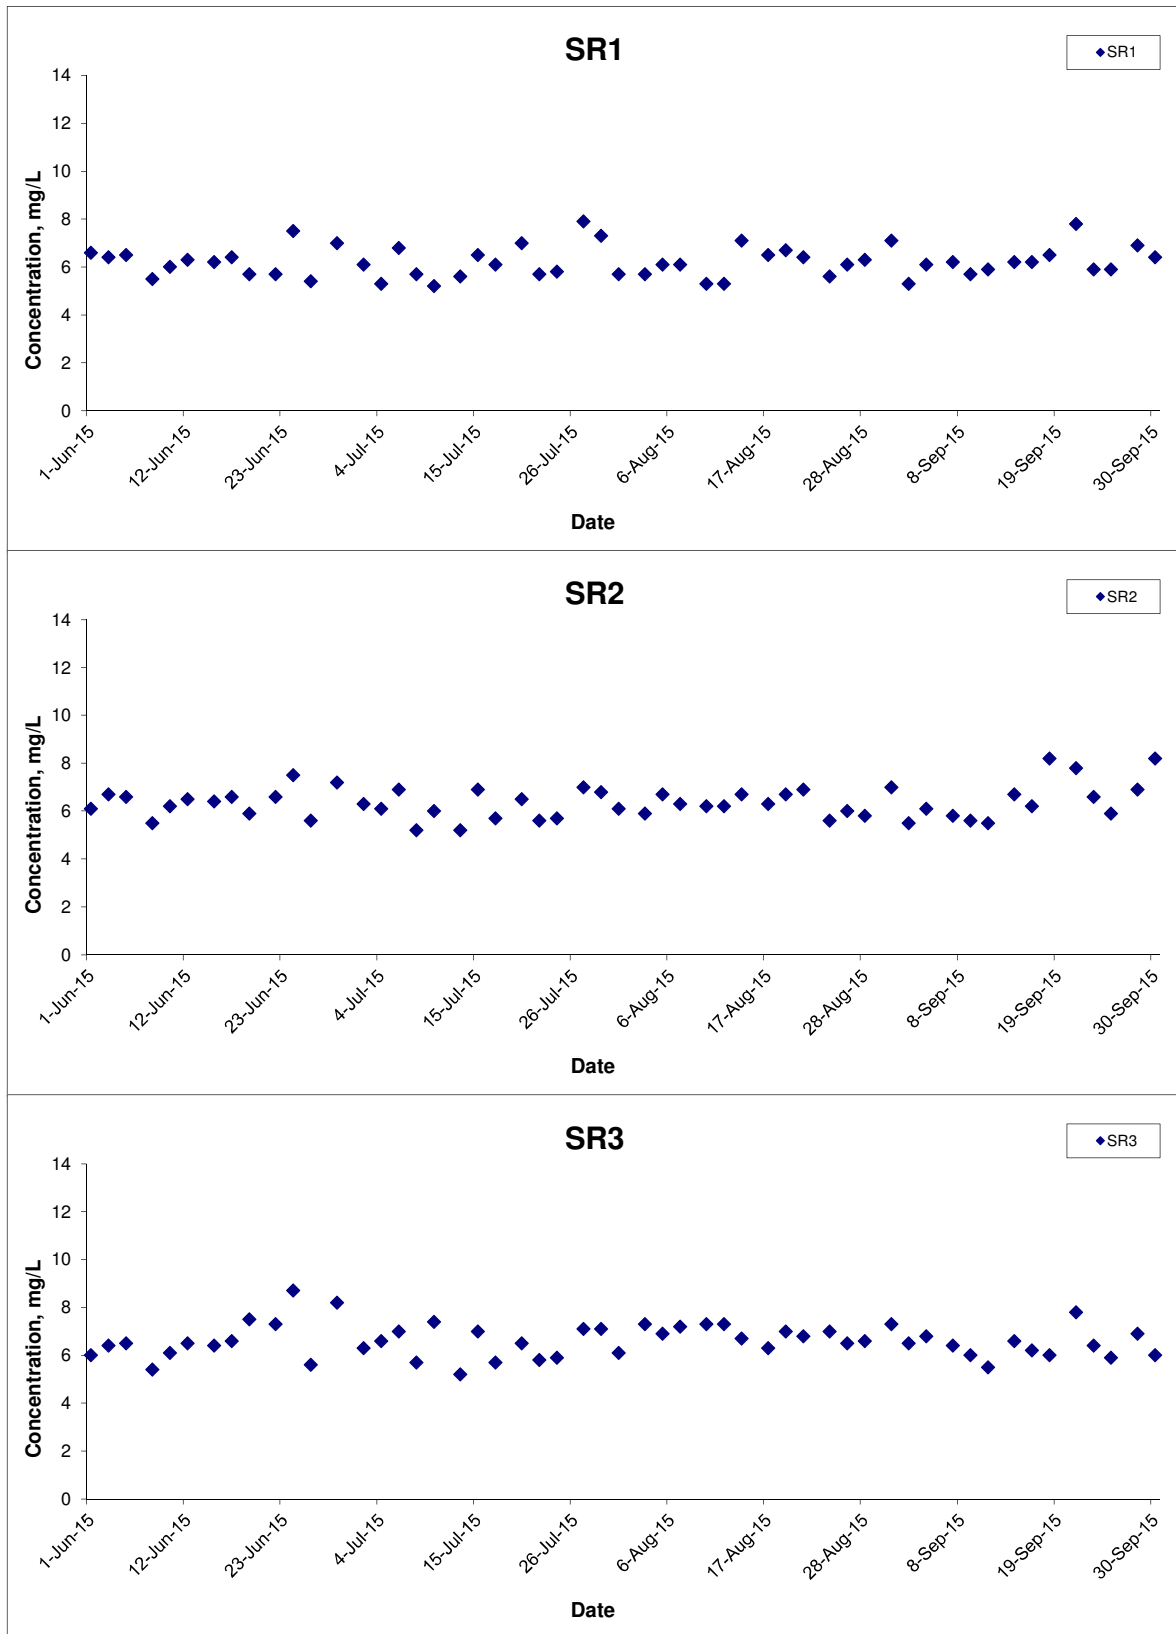 SR1
SR1
14
12
10
8
6
4
2
0
Concentration, mg/L
1-Jun-15
12-Jun-15
23-Jun-15
4-Jul-15
15-Jul-15
26-Jul-15
6-Aug-15
17-Aug-15
28-Aug-15
8-Sep-15
19-Sep-15
30-Sep-15
Date
SR2
SR2
14
12
10
8
6
4
2
0
Concentration, mg/L
1-Jun-15
12-Jun-15
23-Jun-15
4-Jul-15
15-Jul-15
26-Jul-15
6-Aug-15
17-Aug-15
28-Aug-15
8-Sep-15
19-Sep-15
30-Sep-15
Date
SR3
SR3
14
12
10
8
6
4
2
0
Concentration, mg/L
1-Jun-15
12-Jun-15
23-Jun-15
4-Jul-15
15-Jul-15
26-Jul-15
6-Aug-15
17-Aug-15
28-Aug-15
8-Sep-15
19-Sep-15
30-Sep-15
Date